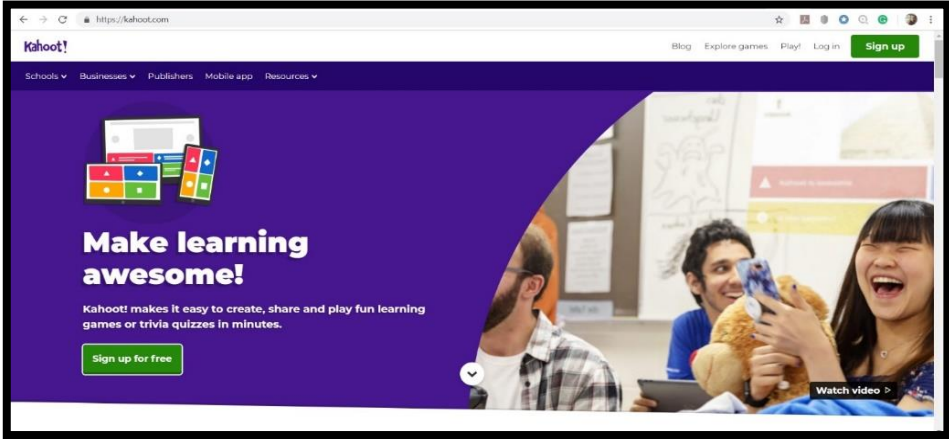 https://kahoot.com
Kahoot!
Blog Explore games Play! Log in Sign up
Schools Businesses Publishers Mobile app Resources
Make learning
awesome!
Kahoot! makes it easy to create, share and play fun learning
games or trivia quizzes in minutes.
Sign up for free
Watch video